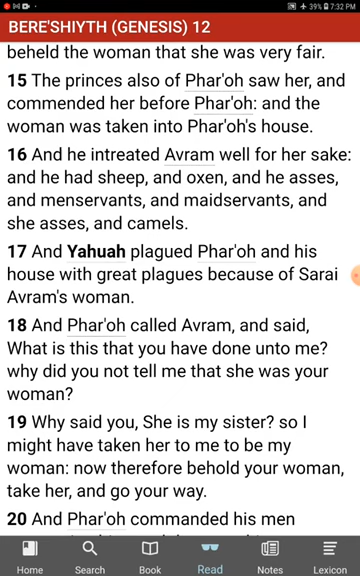 39% 7:32 PM
BERE'SHIYTH (GENESIS) 12
beheld the woman that she was very fair.
15 The princes also of Phar'oh saw her, and
commended her before Phar'oh: and the
woman was taken into Phar'oh's house.
16 And he intreated Avram well for her sake:
and he had sheep, and oxen, and he asses,
and menservants, and maidservants, and
she asses, and camels.
17 And Yahuah plagued Phar'oh and his
house with great plagues because of Sarai
Avram's woman.
18 And Phar'oh called Avram, and said,
What is this that you have done unto me?
why did you not tell me that she was your
woman?
19 Why said you, She is my sister? so I
might have taken her to me to be my
woman: now therefore behold your woman,
take her, and go your way.
20 And Phar'oh commanded his men
Home Search Book Read Notes Lexicon